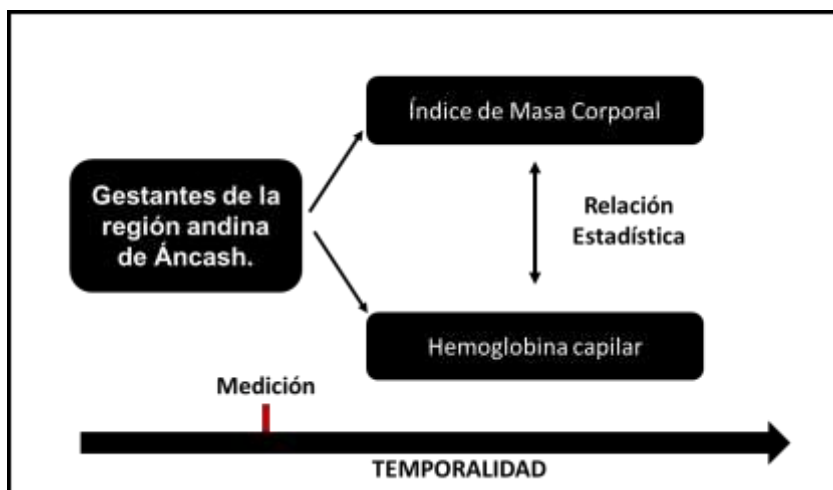 Índice de Masa Corporal
Gestantes de la
región andina
de Áncash.
Relación
Estadística
Hemoglobina capilar
Medición
TEMPORALIDAD